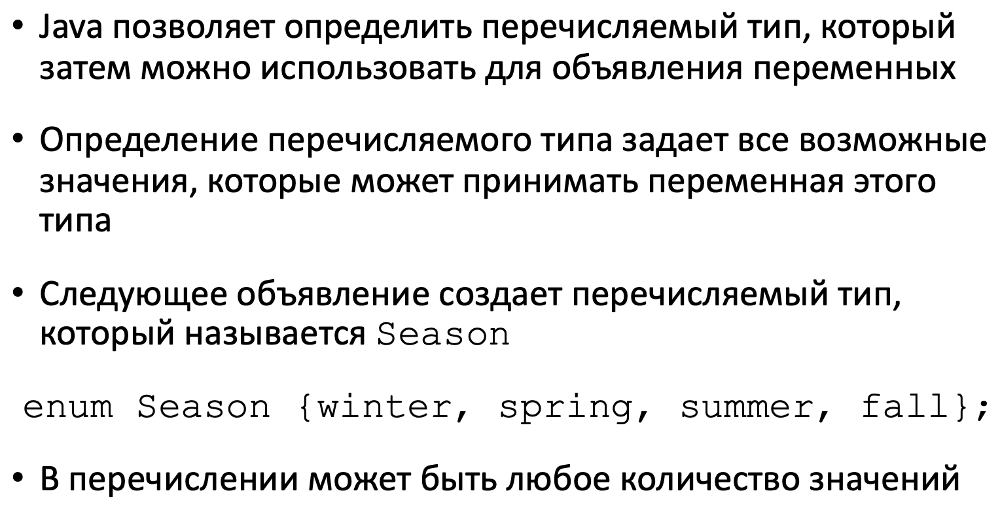 • Java позволяет определить перечисляемый тип, который
затем можно использовать для объявления переменных
• Определение перечисляемого типа задает все возможные
значения, которые может принимать переменная этого
типа
• Следующее объявление создает перечисляемый тип,
который называется Season
enum Season {winter, spring, summer, fall};
• В перечислении может быть любое количество значений